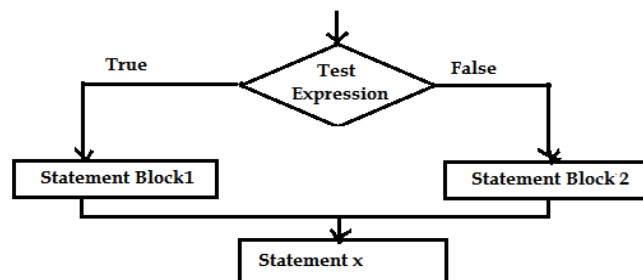 True
Test
Expression
False
Statement Block1
Statement Block 2
Statement x